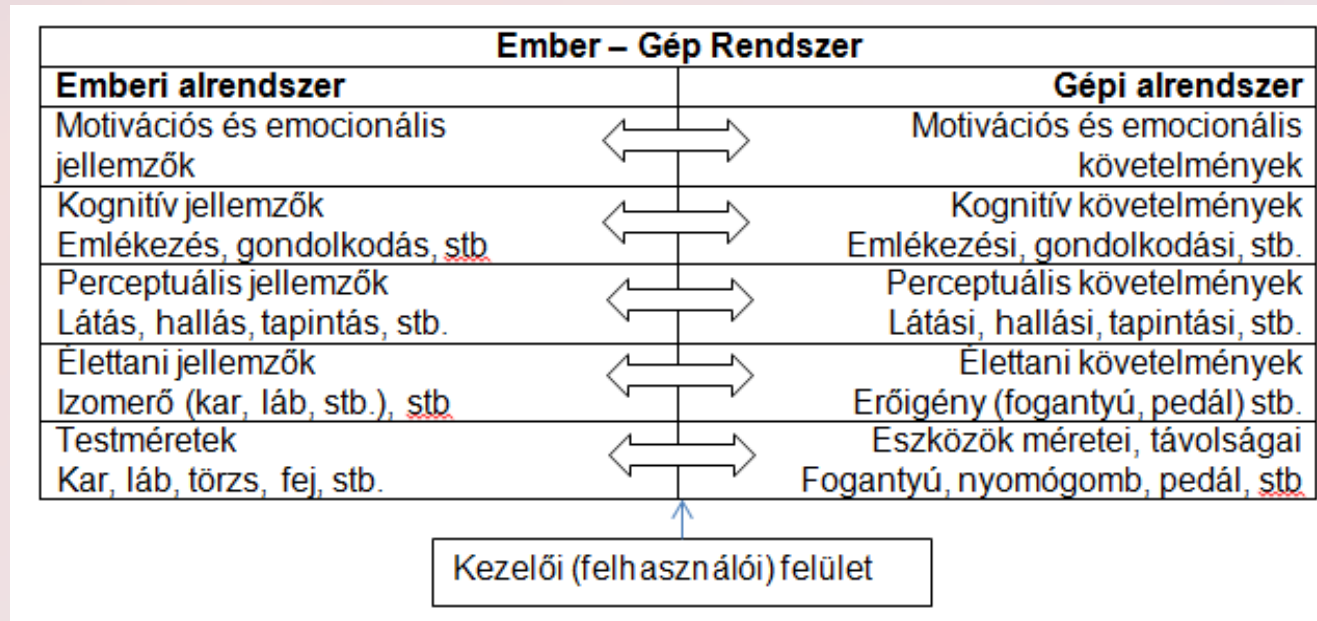 Ember – Gép Rendszer
Emberi alrendszer
Gépi alrendszer
Motivációs és emocionális
jellemzők
Motivációs és emocionális
követelmények
Kognitív jellemzők
Emlékezés, gondolkodás, stb
Kognitív követelmények
Emlékezési, gondolkodási, stb.
Perceptuális jellemzők
Látás, hallás, tapintás, stb.
Perceptuális követelmények
Látási, hallási, tapintási, stb.
Élettani jellemzők
Izomerő (kar, láb, stb.), stb
Élettani követelmények
Erőigény (fogantyú, pedál) stb.
Testméretek
Kar, láb, törzs, fej, stb.
Eszközök méretei, távolságai
Fogantyú, nyomógomb, pedál, stb
Kezelői (felhasználói) felület